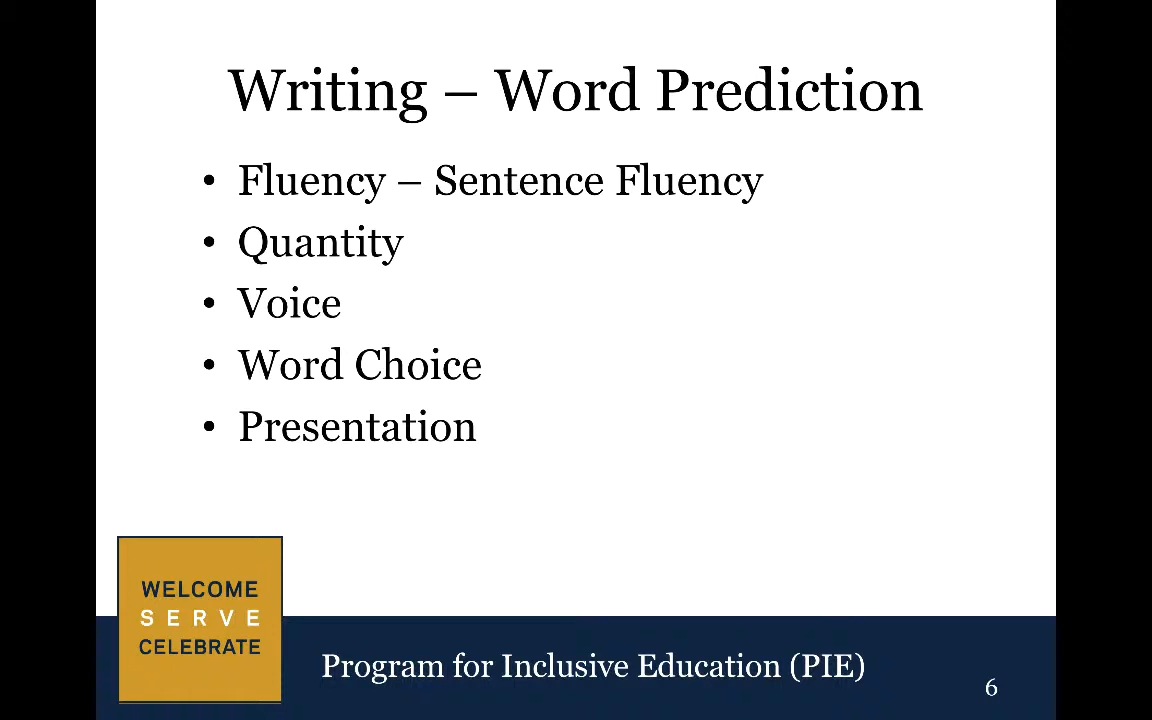 Writing – Word Prediction
• Fluency – Sentence Fluency
• Quantity
• Voice
• Word Choice
• Presentation
WELCOME
SERVE
CELEBRATE
Program for Inclusive Education (PIE)
6